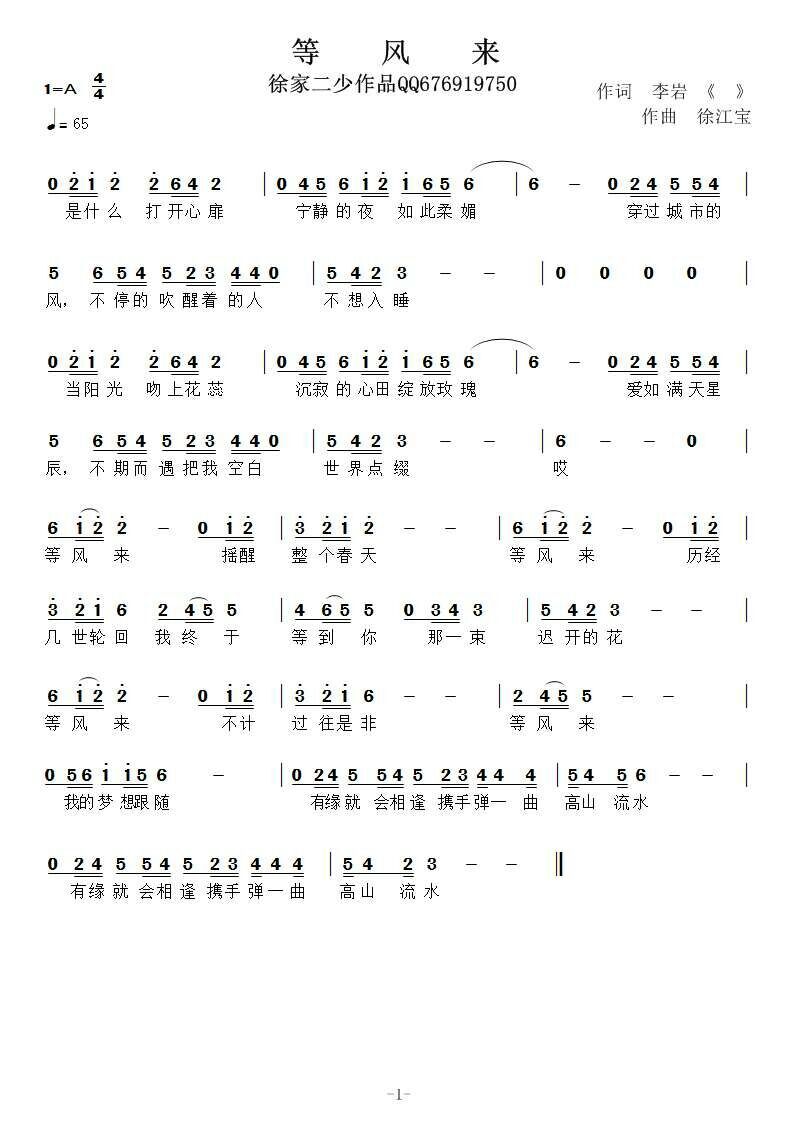 等 风 来
徐家二少作品QQ676919750
1=A 4/4
作词 李岩《 》
♩= 65
作曲 徐江宝
0 2 1 2 2 6 4 2 | 0 4 5 6 1 2 1 6 5 6 | 6 － 0 2 4 5 5 4 |
是什么 打开心扉 宁静的夜 如此柔媚 穿过城市的
5 6 5 4 5 2 3 4 4 0 | 5 4 2 3 － － | 0 0 0 0 |
风， 不停的吹醒着的人 不想入睡
0 2 1 2 2 6 4 2 | 0 4 5 6 1 2 1 6 5 6 | 6 － 0 2 4 5 5 4 |
当阳光 吻上花蕊 沉寂的心田绽放玫瑰 爱如满天星
5 6 5 4 5 2 3 4 4 0 | 5 4 2 3 － － | 6 － － 0 |
辰， 不期而遇把我空白 世界点缀 哎
6 1 2 2 － 0 1 2 | 3 2 1 2 － － | 6 1 2 2 － 0 1 2 |
等风来 摇醒 整个春天 等风来 历经
3 2 1 6 2 4 5 5 | 4 6 5 5 0 3 4 3 | 5 4 2 3 － － |
几世轮回 我终于 等到你 那一束 迟开的花
6 1 2 2 － 0 1 2 | 3 2 1 6 － － | 2 4 5 5 － － |
等风来 不计 过往是非 等风来
0 5 6 1 1 5 6 － | 0 2 4 5 5 4 5 2 3 4 4 4 | 5 4 5 6 － － |
我的梦想跟随 有缘就会相逢携手弹一曲 高山流水
0 2 4 5 5 4 5 2 3 4 4 4 | 5 4 2 3 － － ‖
有缘就会相逢携手弹一曲 高山流水
-1-